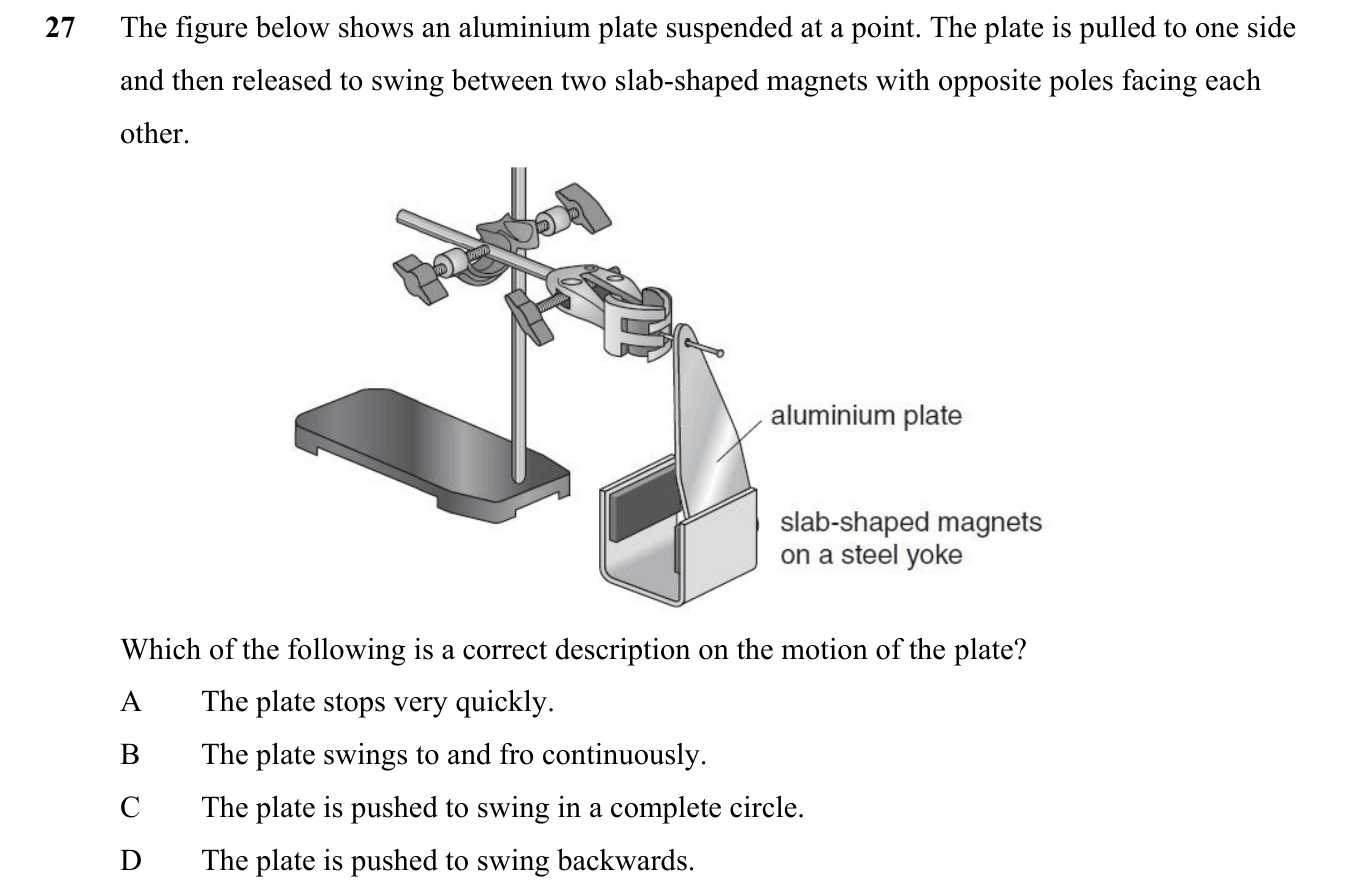 27 The figure below shows an aluminium plate suspended at a point. The plate is pulled to one side
and then released to swing between two slab-shaped magnets with opposite poles facing each
other.
aluminium plate
slab-shaped magnets
on a steel yoke
Which of the following is a correct description on the motion of the plate?
A The plate stops very quickly.
B The plate swings to and fro continuously.
C The plate is pushed to swing in a complete circle.
D The plate is pushed to swing backwards.